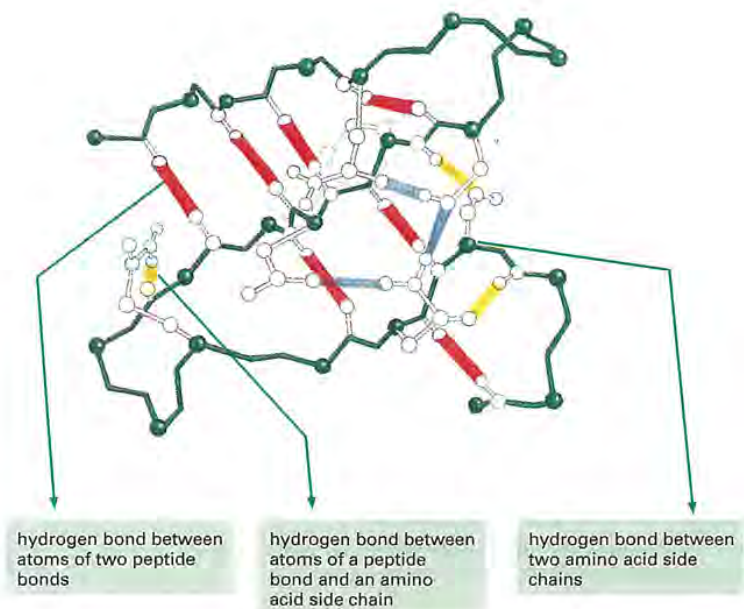 hydrogen bond between
atoms of two peptide
bonds
hydrogen bond between
atoms of a peptide
bond and an amino
acid side chain
hydrogen bond between
two amino acid side
chains